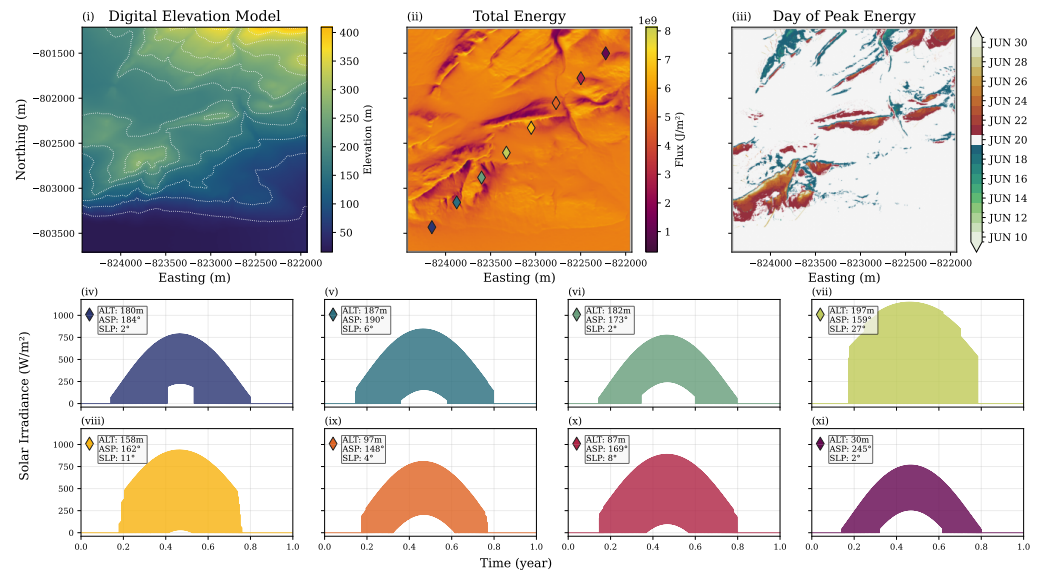 (i)
Digital Elevation Model
(ii)
Total Energy
1e9
(iii)
Day of Peak Energy
−801500
−802000
−802500
−803000
−803500
Northing (m)
−824000
−823500
−823000
−822500
−822000
Easting (m)
400
350
300
250
200
150
100
50
Elevation (m)
−824000
−823500
−823000
−822500
−822000
Easting (m)
8
7
6
5
4
3
2
1
Flux (J/m²)
−824000
−823500
−823000
−822500
−822000
Easting (m)
JUN 30
JUN 28
JUN 26
JUN 24
JUN 22
JUN 20
JUN 18
JUN 16
JUN 14
JUN 12
JUN 10
Solar Irradiance (W/m²)
(iv)
1000
750
500
250
0
ALT: 180m
ASP: 184°
SLP: 2°
(v)
ALT: 187m
ASP: 190°
SLP: 6°
(vi)
ALT: 182m
ASP: 173°
SLP: 2°
(vii)
ALT: 197m
ASP: 159°
SLP: 27°
(viii)
1000
750
500
250
0
ALT: 158m
ASP: 162°
SLP: 11°
(ix)
ALT: 97m
ASP: 148°
SLP: 4°
(x)
ALT: 87m
ASP: 169°
SLP: 8°
(xi)
ALT: 30m
ASP: 245°
SLP: 2°
0.0 0.2 0.4 0.6 0.8 1.0
0.0 0.2 0.4 0.6 0.8 1.0
0.0 0.2 0.4 0.6 0.8 1.0
0.0 0.2 0.4 0.6 0.8 1.0
Time (year)